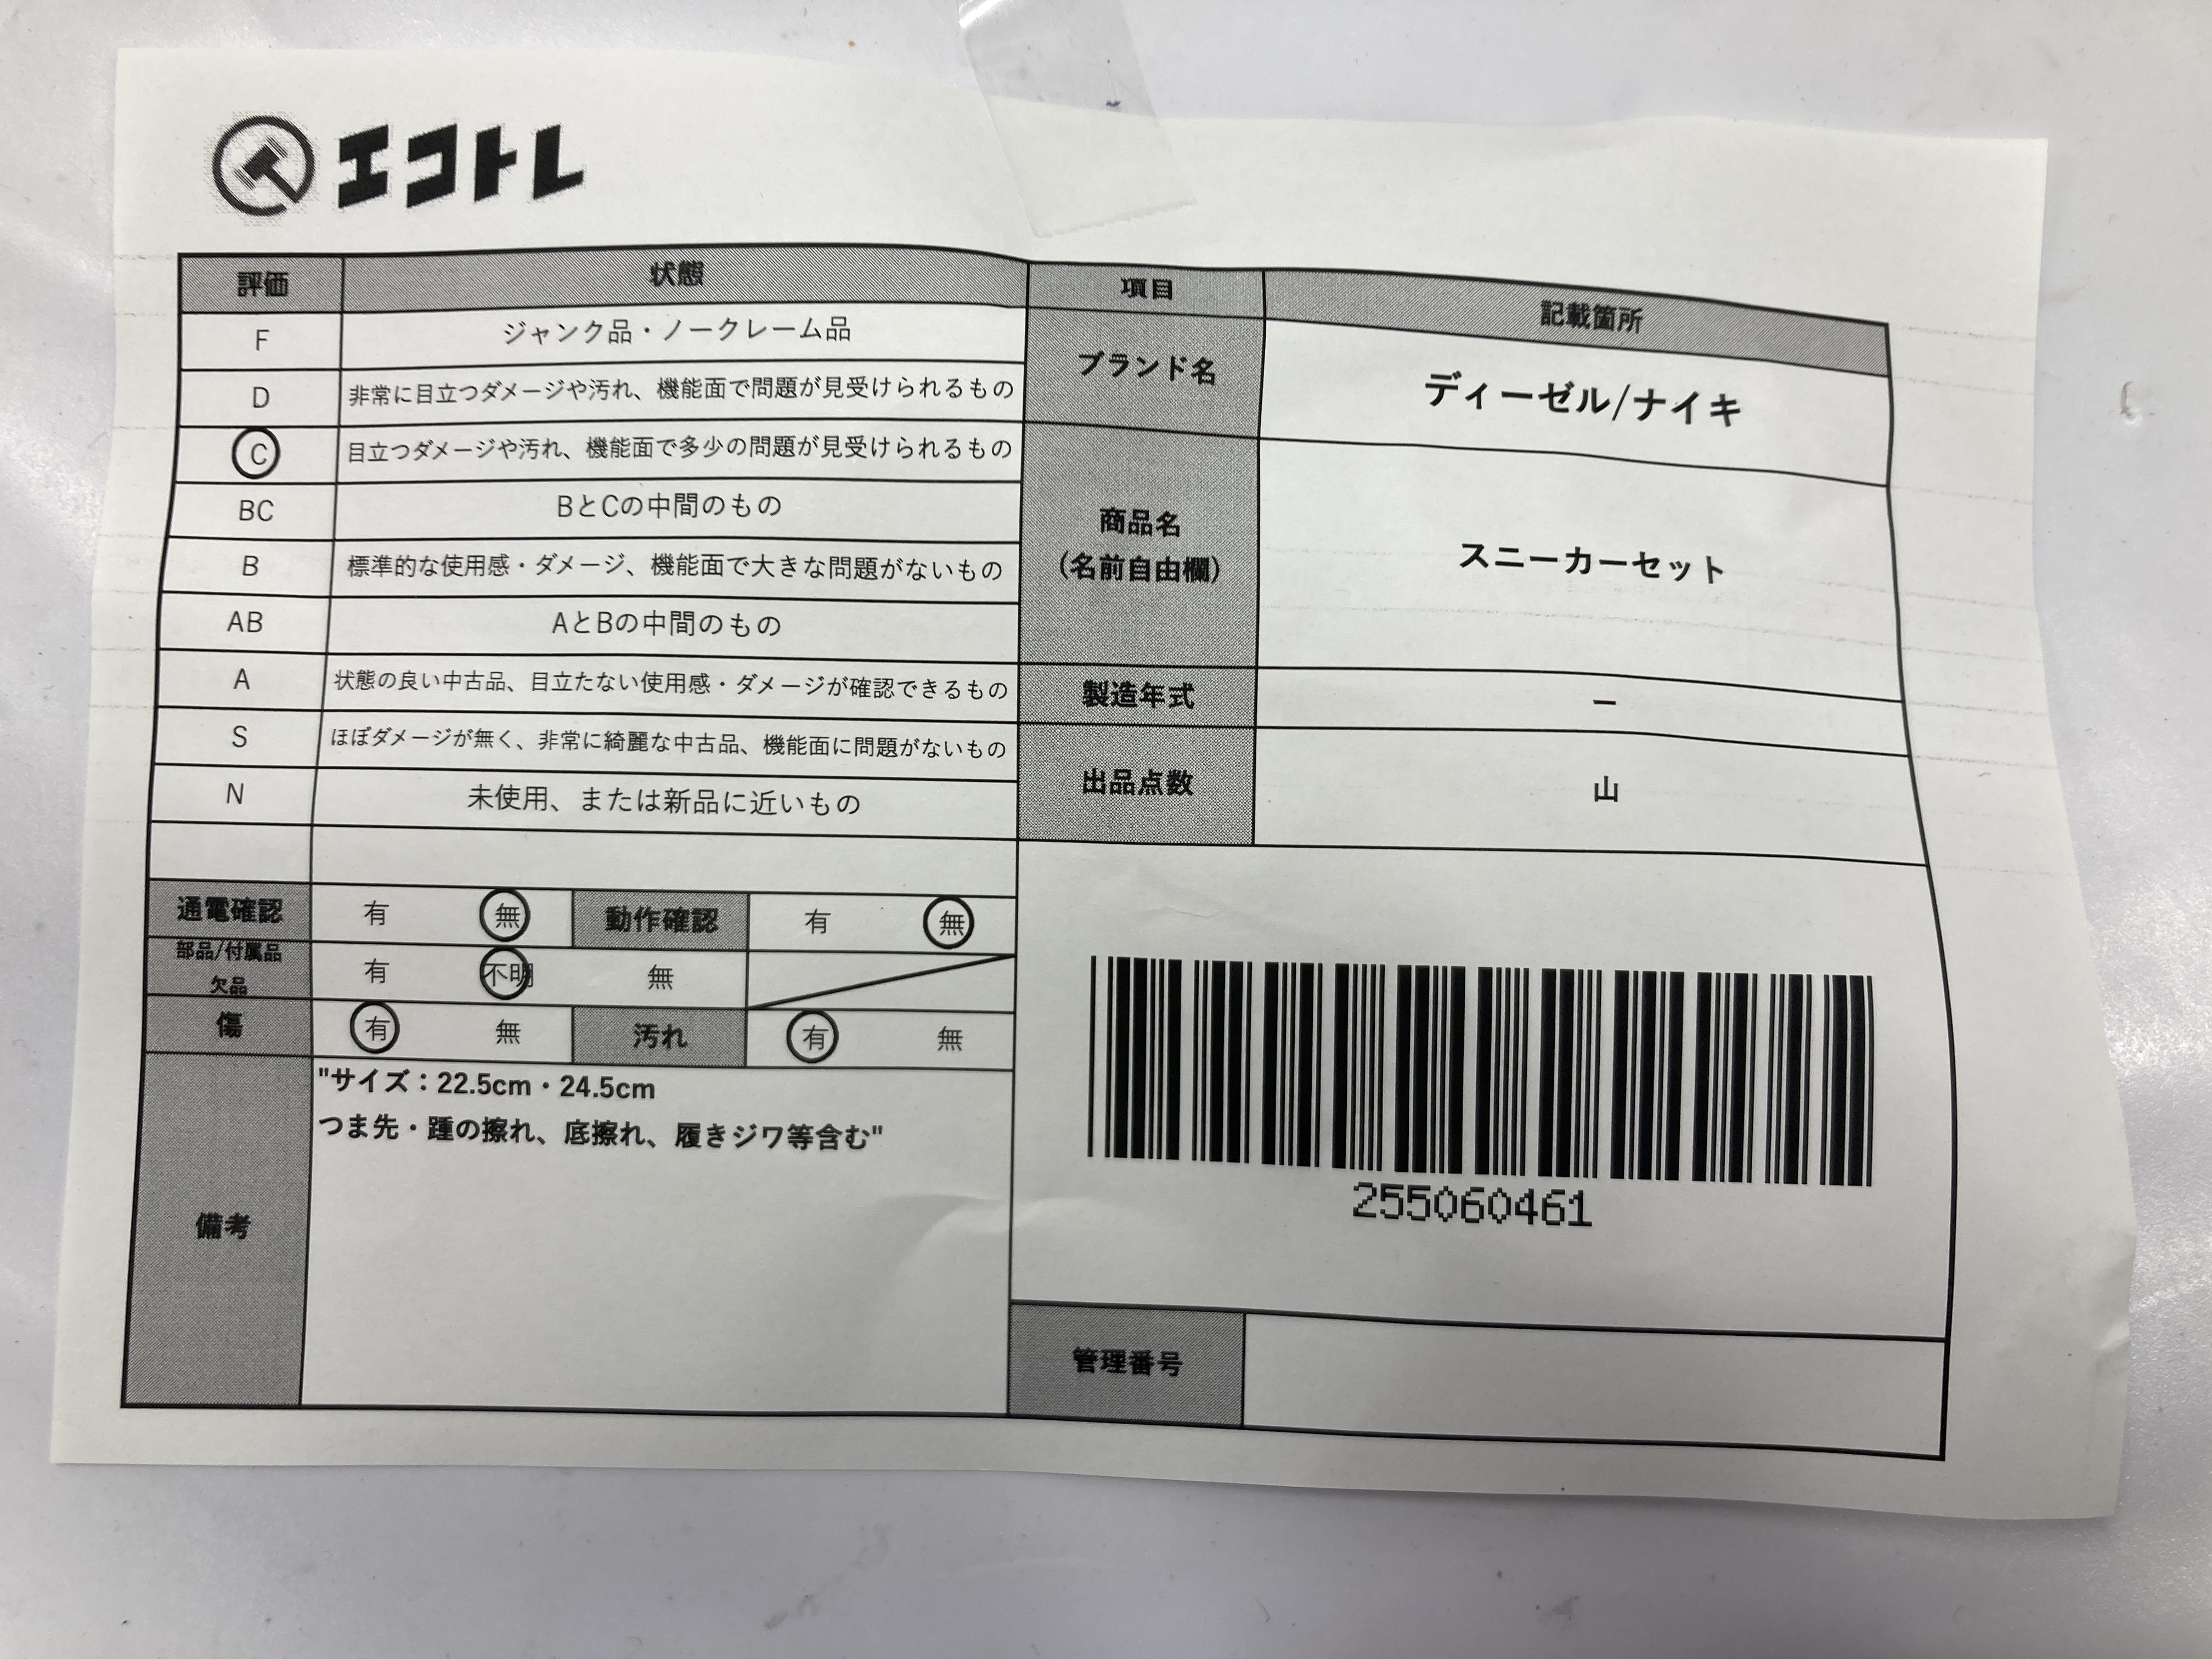 エコトレ
評価 状態
F ジャンク品・ノークレーム品
D 非常に目立つダメージや汚れ、機能面で問題が見受けられるもの
C 目立つダメージや汚れ、機能面で多少の問題が見受けられるもの
BC BとCの中間のもの
B 標準的な使用感・ダメージ、機能面で大きな問題がないもの
AB AとBの中間のもの
A 状態の良い中古品、目立たない使用感・ダメージが確認できるもの
S ほぼダメージが無く、非常に綺麗な中古品、機能面に問題がないもの
N 未使用、または新品に近いもの
通電確認 有 無 動作確認 有 無
部品/付属品
欠品 有 不明 無
傷 有 無 汚れ 有 無
備考
"サイズ：22.5cm・24.5cm
つま先・踵の擦れ、底擦れ、履きジワ等含む"
項目 記載箇所
ブランド名 ディーゼル/ナイキ
商品名
(名前自由欄) スニーカーセット
製造年式 ー
出品点数 山
255060461
管理番号